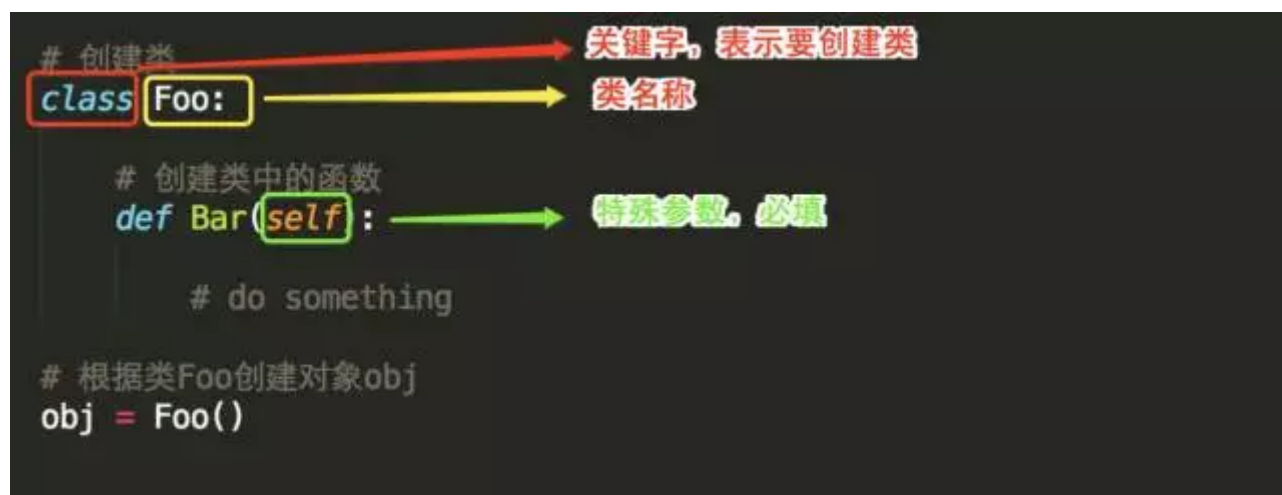 # 创建类
关键字，表示要创建类
class Foo:
类名称
# 创建类中的函数
def Bar(self):
特殊参数，必填
# do something
# 根据类Foo创建对象obj
obj = Foo()